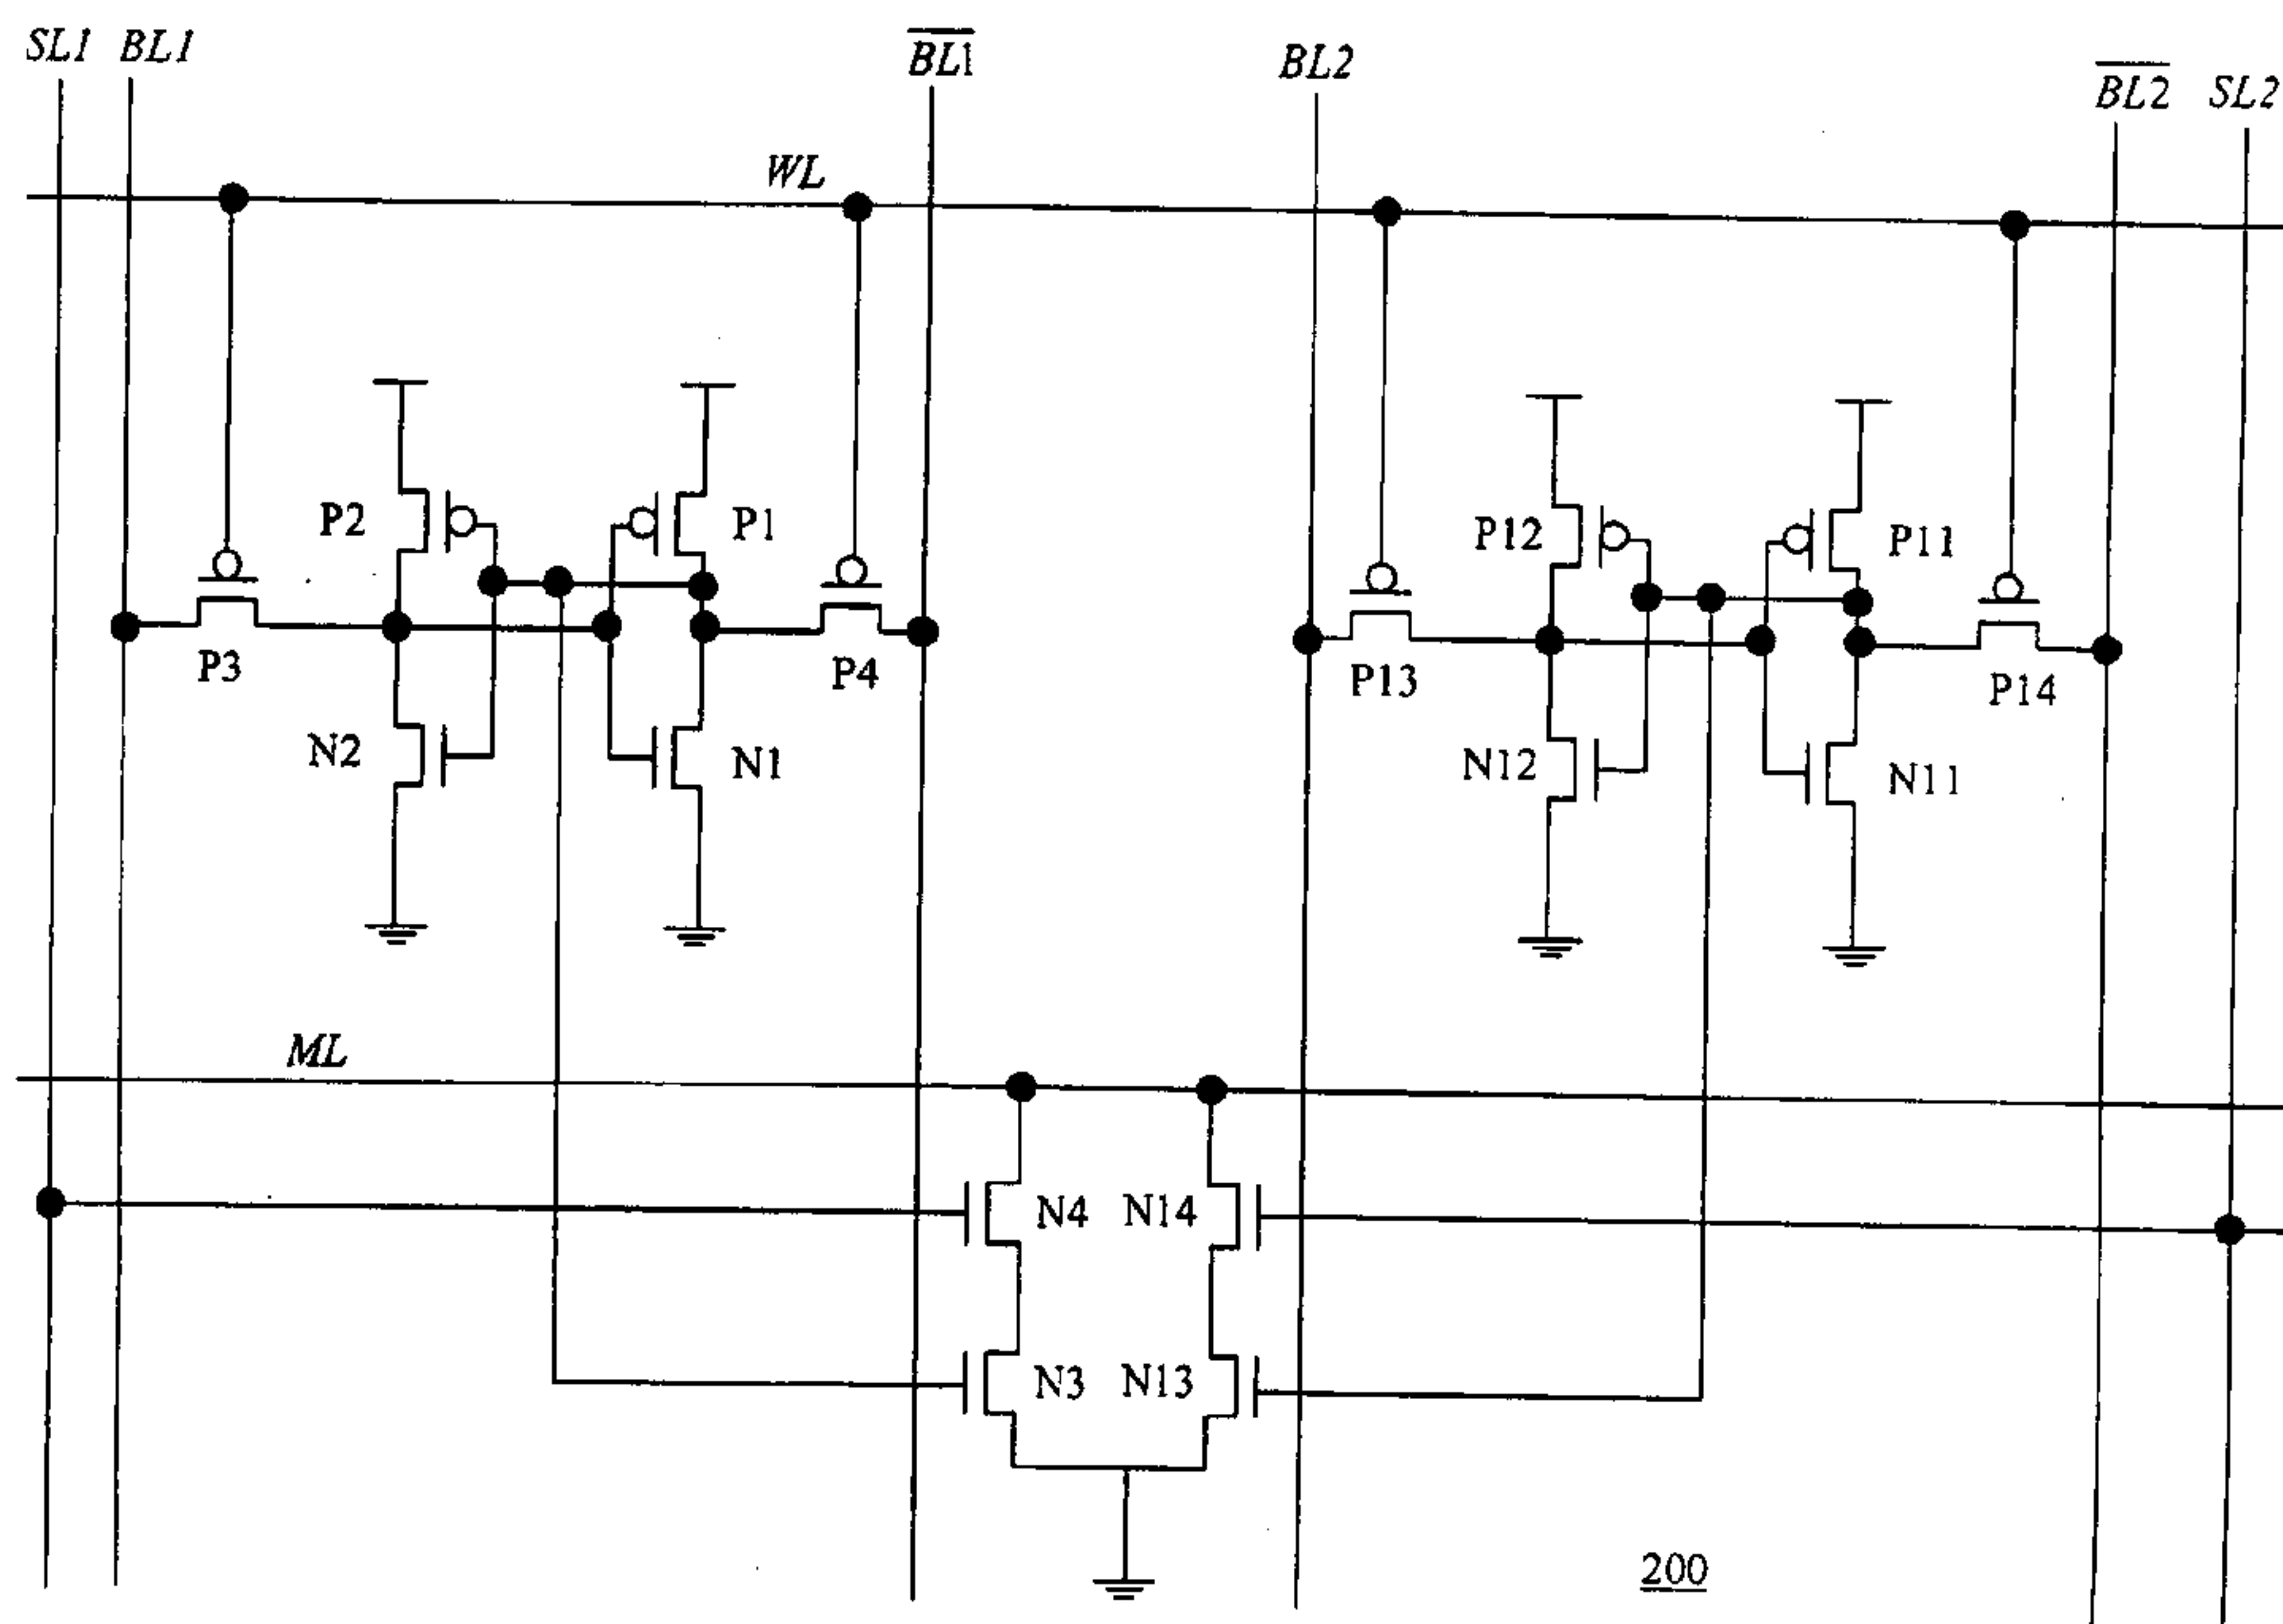 SL1 BL1 BL1 BL2 BL2 SL2
WL
P2 P1 P12 P11
P3 P4 P13 P14
N2 N1 N12 N11
ML
N4 N14
N3 N13
200